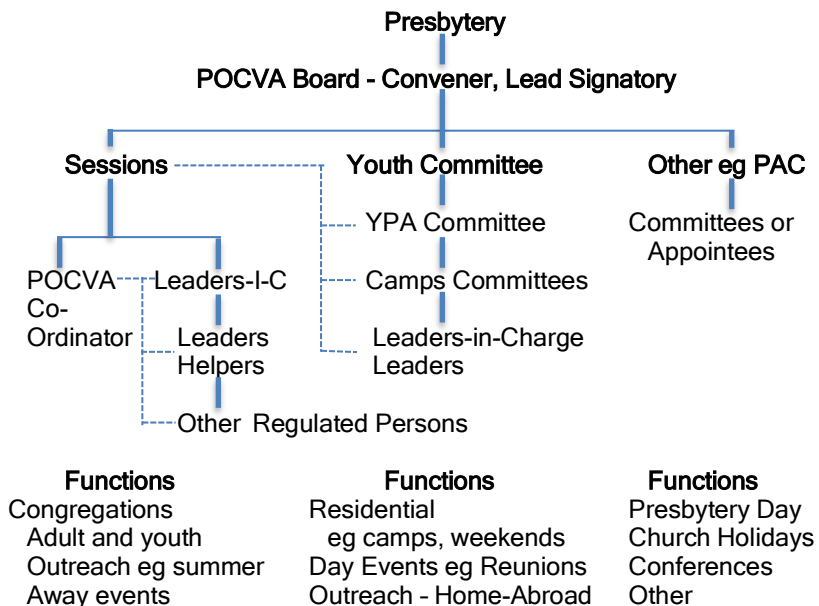 Presbytery
POCVA Board - Convener, Lead Signatory
Sessions
Youth Committee
Other eg PAC
YPA Committee
Committees or
Appointees
POCVA
Co-
Ordinator
Leaders-I-C
Camps Committees
Leaders
Helpers
Leaders-in-Charge
Leaders
Other Regulated Persons
Functions
Congregations
Adult and youth
Outreach eg summer
Away events
Functions
Residential
eg camps, weekends
Day Events eg Reunions
Outreach - Home-Abroad
Functions
Presbytery Day
Church Holidays
Conferences
Other